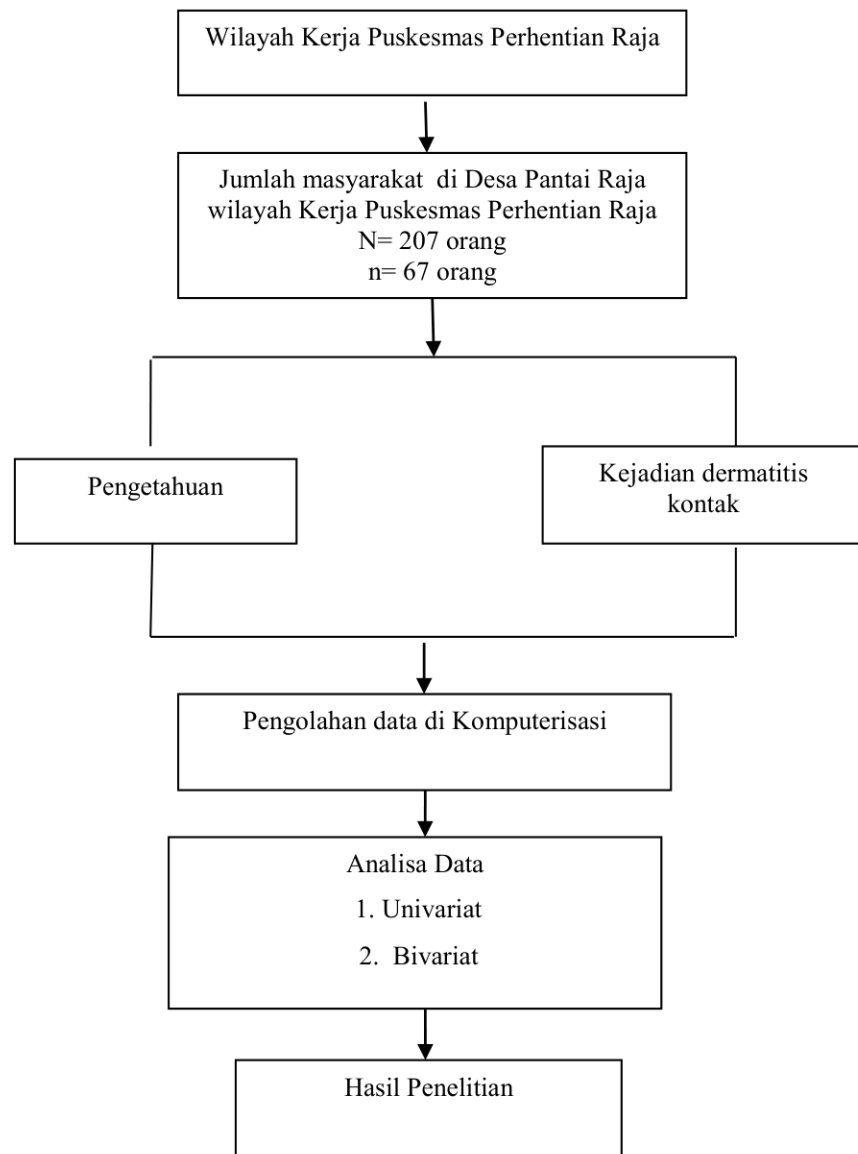 Wilayah Kerja Puskesmas Perhentian Raja
Jumlah masyarakat di Desa Pantai Raja
wilayah Kerja Puskesmas Perhentian Raja
N= 207 orang
n= 67 orang
Pengetahuan
Kejadian dermatitis
kontak
Pengolahan data di Komputerisasi
Analisa Data
1. Univariat
2. Bivariat
Hasil Penelitian